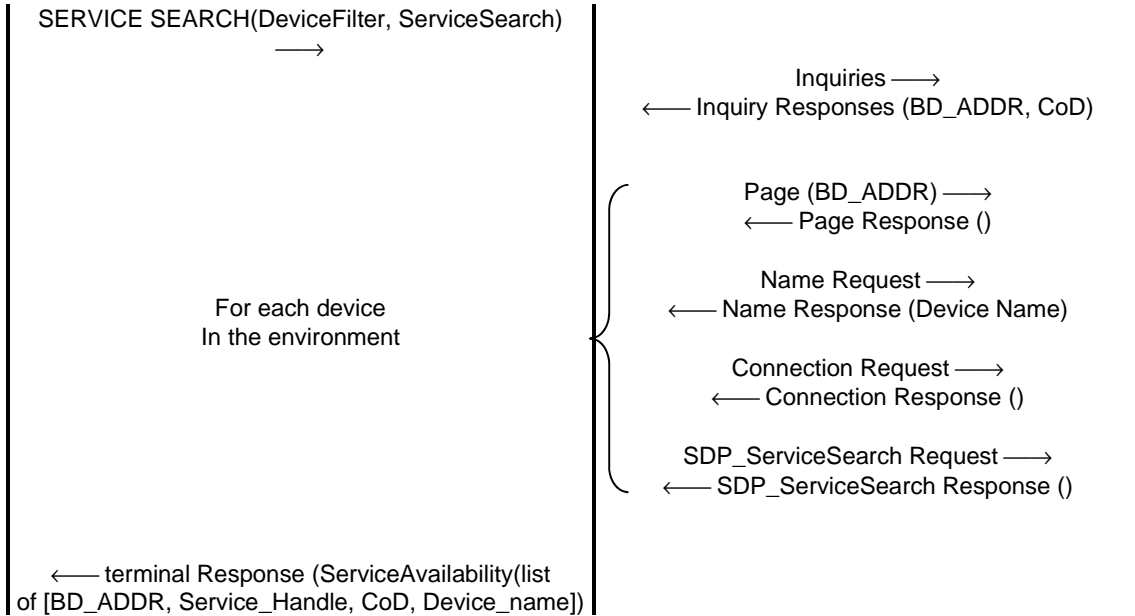 SERVICE SEARCH(DeviceFilter, ServiceSearch)
⟶
Inquiries ⟶
⟵ Inquiry Responses (BD_ADDR, CoD)
Page (BD_ADDR) ⟶
⟵ Page Response ()
Name Request ⟶
⟵ Name Response (Device Name)
For each device
In the environment
Connection Request ⟶
⟵ Connection Response ()
SDP_ServiceSearch Request ⟶
⟵ SDP_ServiceSearch Response ()
⟵ terminal Response (ServiceAvailability(list
of [BD_ADDR, Service_Handle, CoD, Device_name])